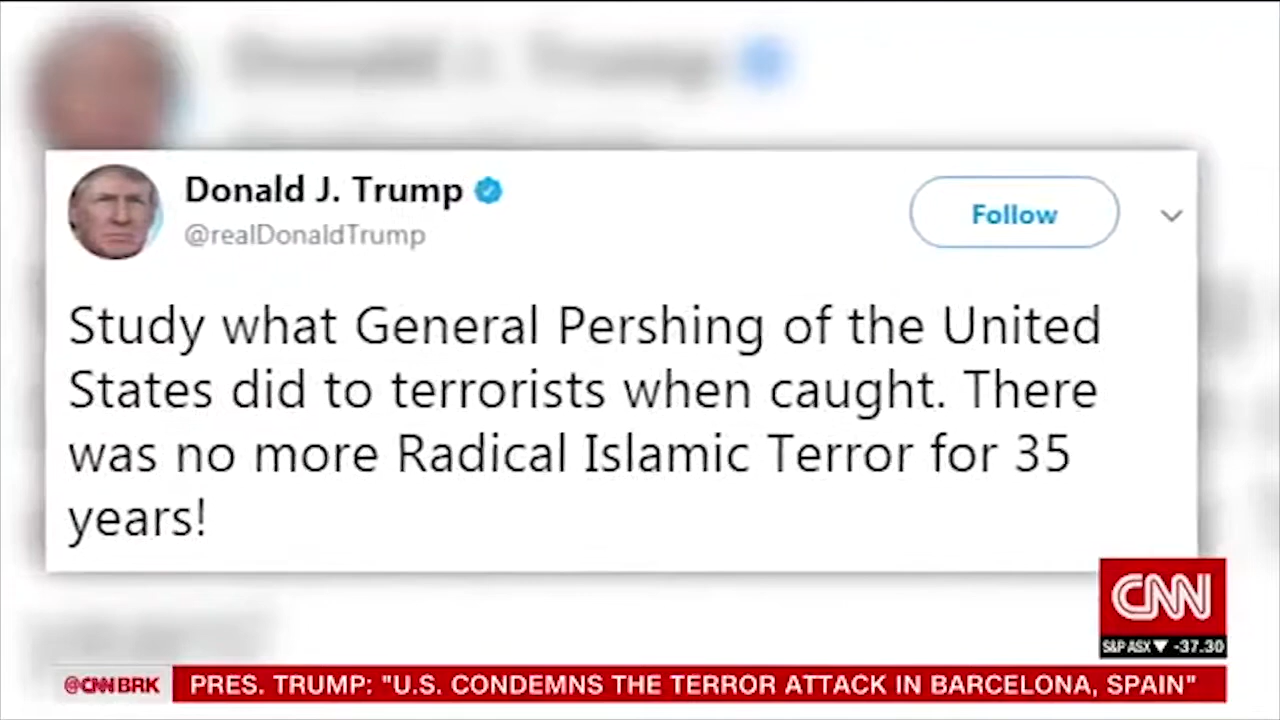 Donald J. Trump
@realDonaldTrump
Follow
Study what General Pershing of the United
States did to terrorists when caught. There
was no more Radical Islamic Terror for 35
years!
CNN
S&P ASX ▼ -37.30
@CNNBRK
PRES. TRUMP: "U.S. CONDEMNS THE TERROR ATTACK IN BARCELONA, SPAIN"